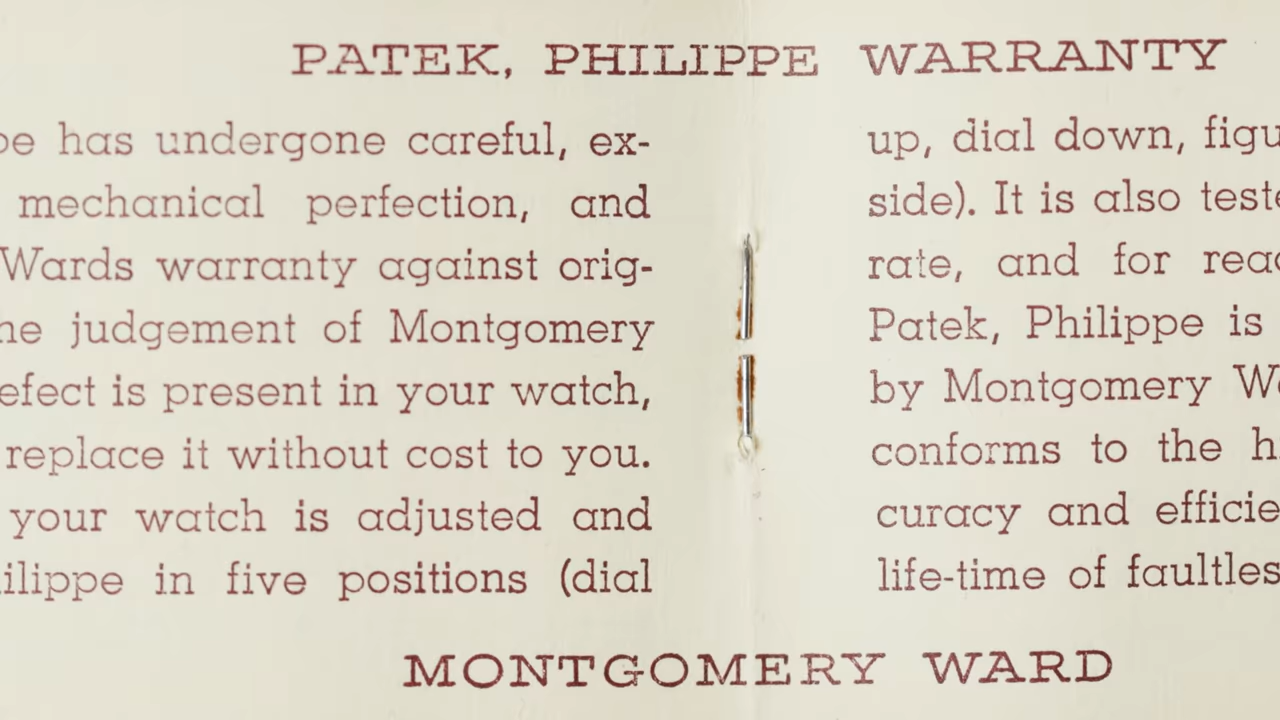 PATEK, PHILIPPE WARRANTY
has undergone careful, ex-
mechanical perfection, and
Wards warranty against orig-
judgement of Montgomery
is present in your watch,
replace it without cost to you.
your watch is adjusted and
in five positions (dial
up, dial down,
side). It is also
rate, and for
Patek, Philippe is
by Montgomery
conforms to the
curacy and
life-time of
MONTGOMERY WARD